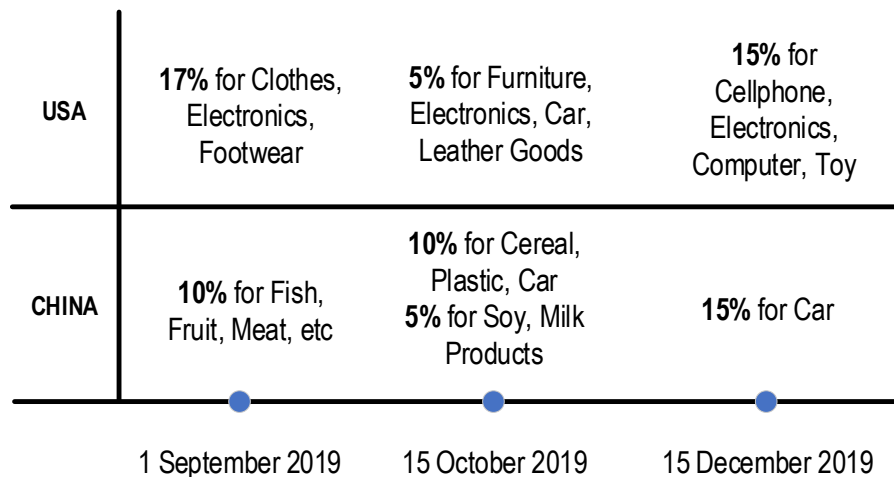 USA
17% for Clothes,
Electronics,
Footwear
5% for Furniture,
Electronics, Car,
Leather Goods
15% for
Cellphone,
Electronics,
Computer, Toy
CHINA
10% for Fish,
Fruit, Meat, etc
10% for Cereal,
Plastic, Car
5% for Soy, Milk
Products
15% for Car
1 September 2019
15 October 2019
15 December 2019